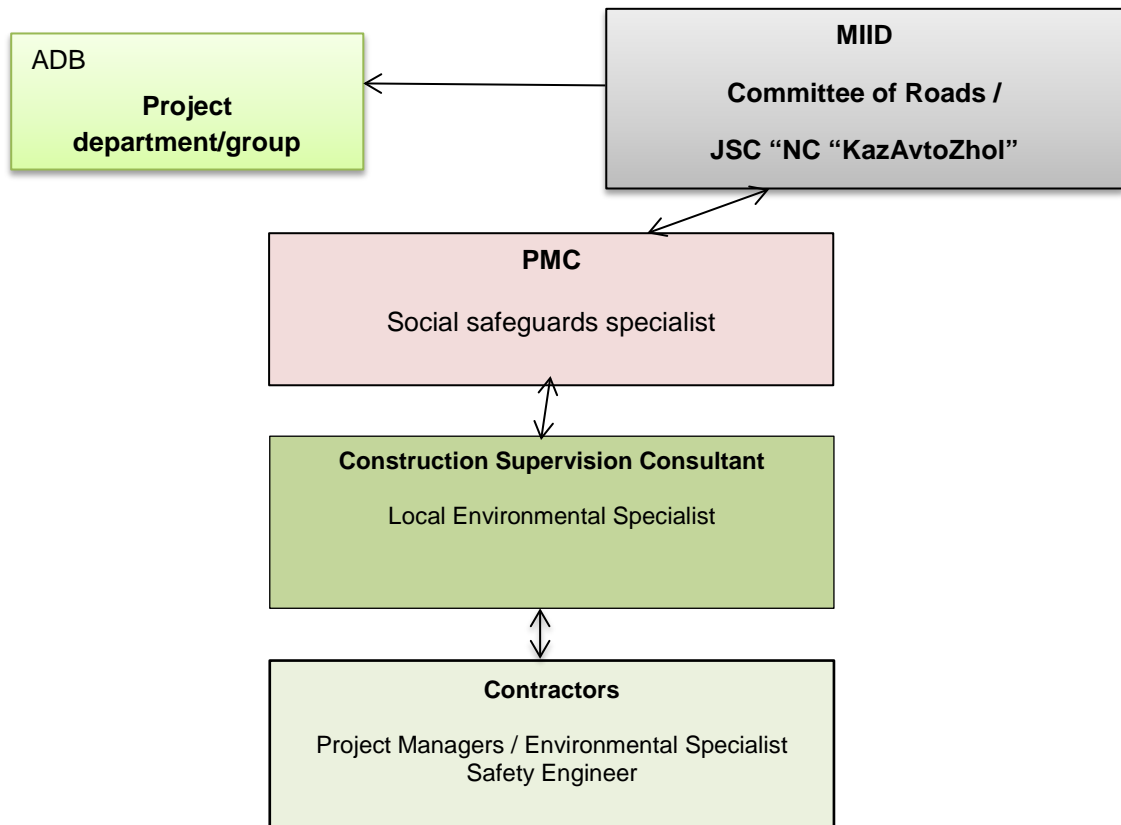 ADB
Project
department/group
MIID
Committee of Roads /
JSC “NC “KazAvtoZhol”
PMC
Social safeguards specialist
Construction Supervision Consultant
Local Environmental Specialist
Contractors
Project Managers / Environmental Specialist
Safety Engineer